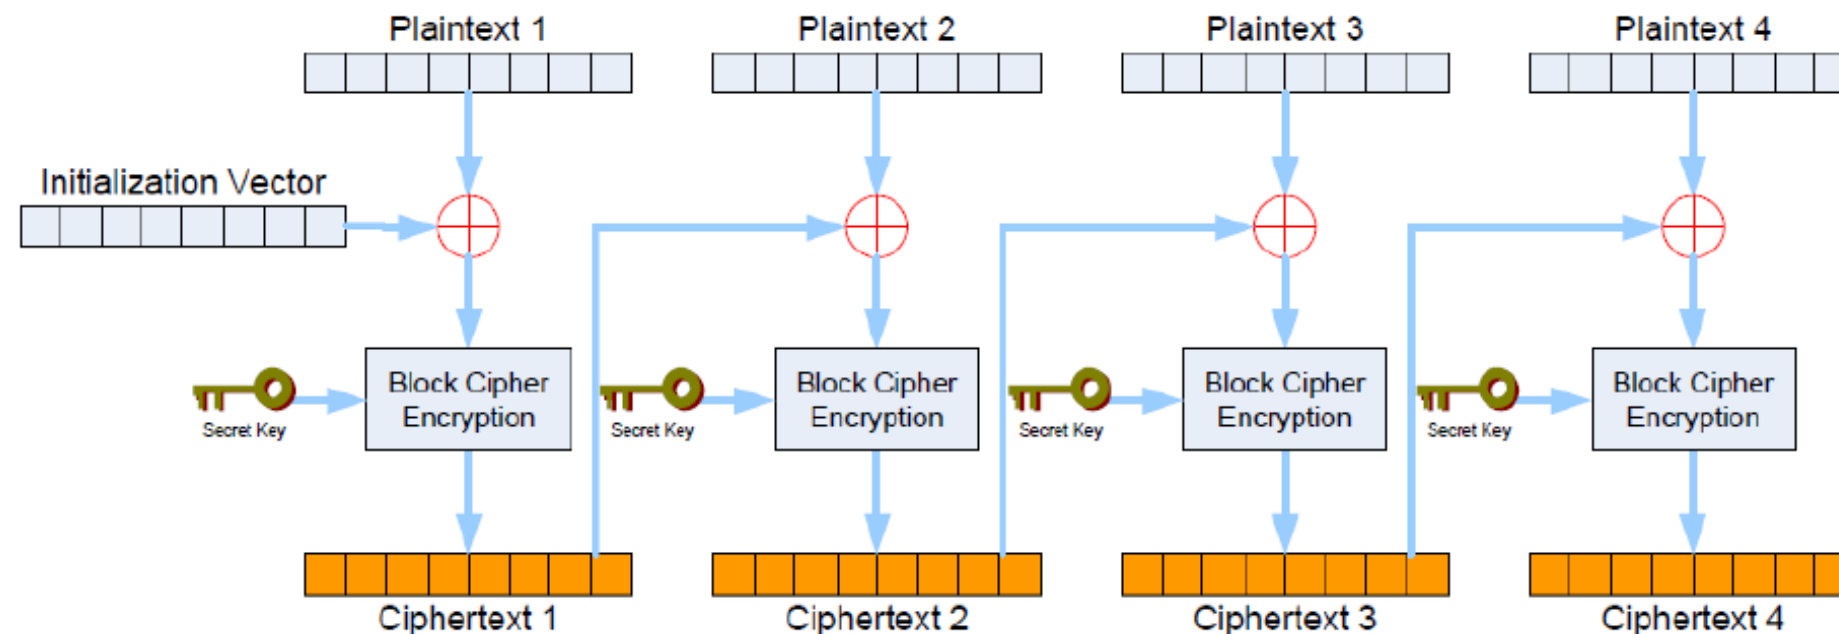 Plaintext 1
Plaintext 2
Plaintext 3
Plaintext 4
Initialization Vector
Block Cipher
Encryption
Secret Key
Block Cipher
Encryption
Secret Key
Block Cipher
Encryption
Secret Key
Block Cipher
Encryption
Secret Key
Ciphertext 1
Ciphertext 2
Ciphertext 3
Ciphertext 4